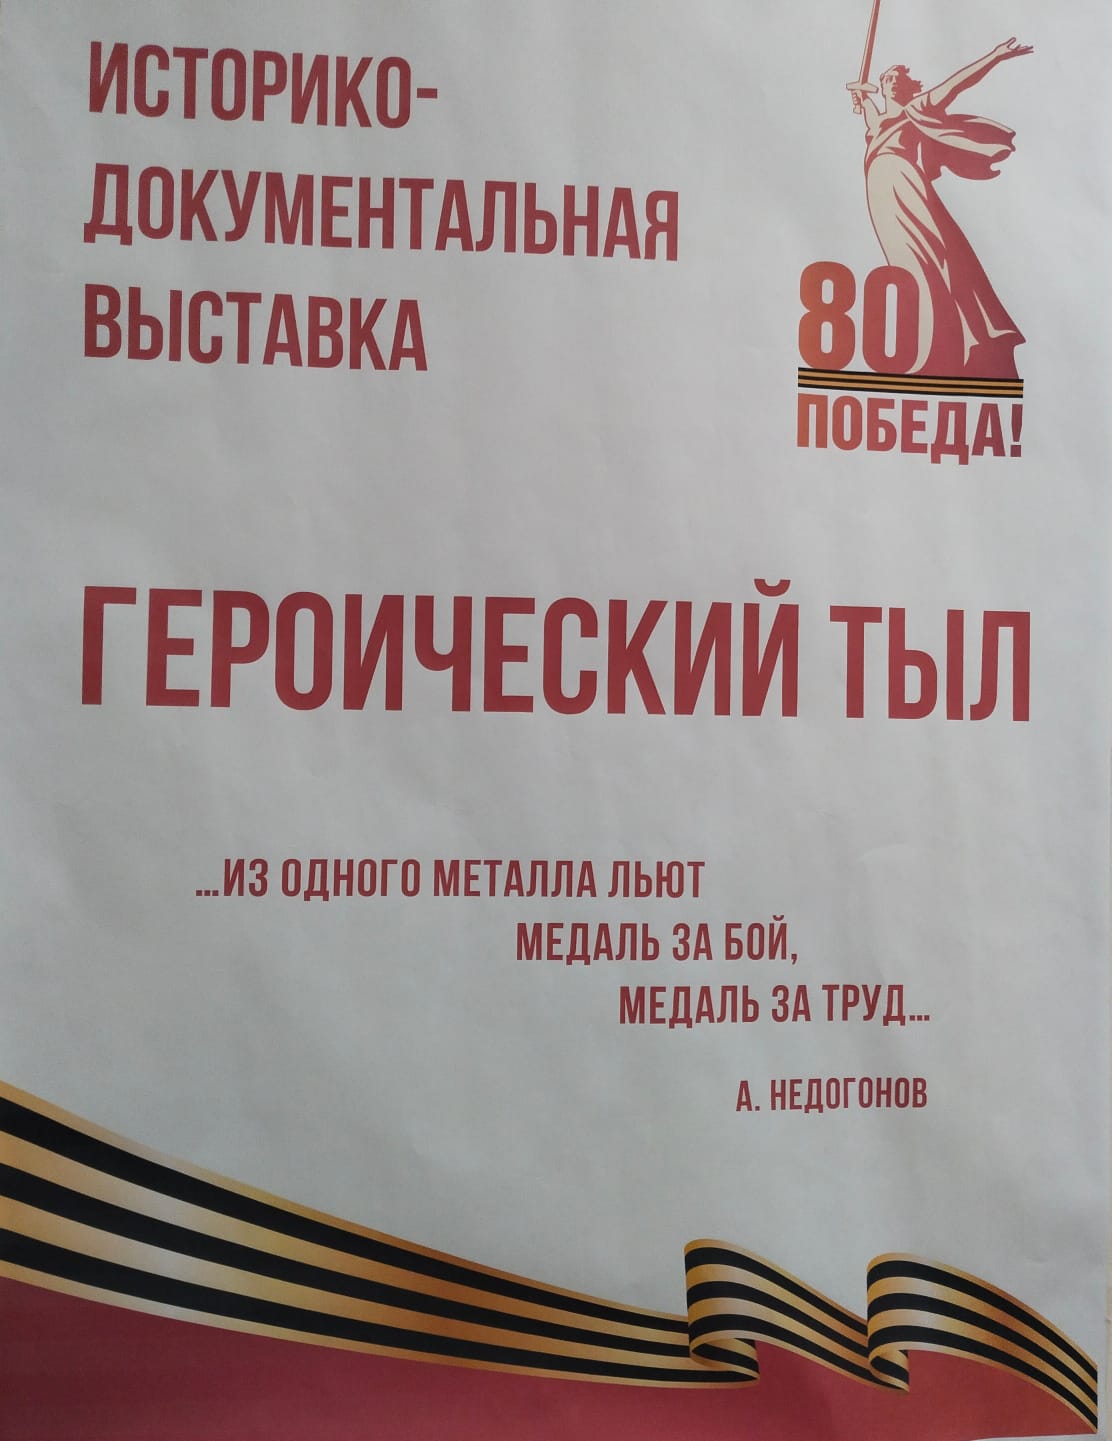 ИСТОРИКО-
ДОКУМЕНТАЛЬНАЯ
ВЫСТАВКА
80
ПОБЕДА!
ГЕРОИЧЕСКИЙ ТЫЛ
...ИЗ ОДНОГО МЕТАЛЛА ЛЬЮТ
МЕДАЛЬ ЗА БОЙ,
МЕДАЛЬ ЗА ТРУД...
А. НЕДОГОНОВ